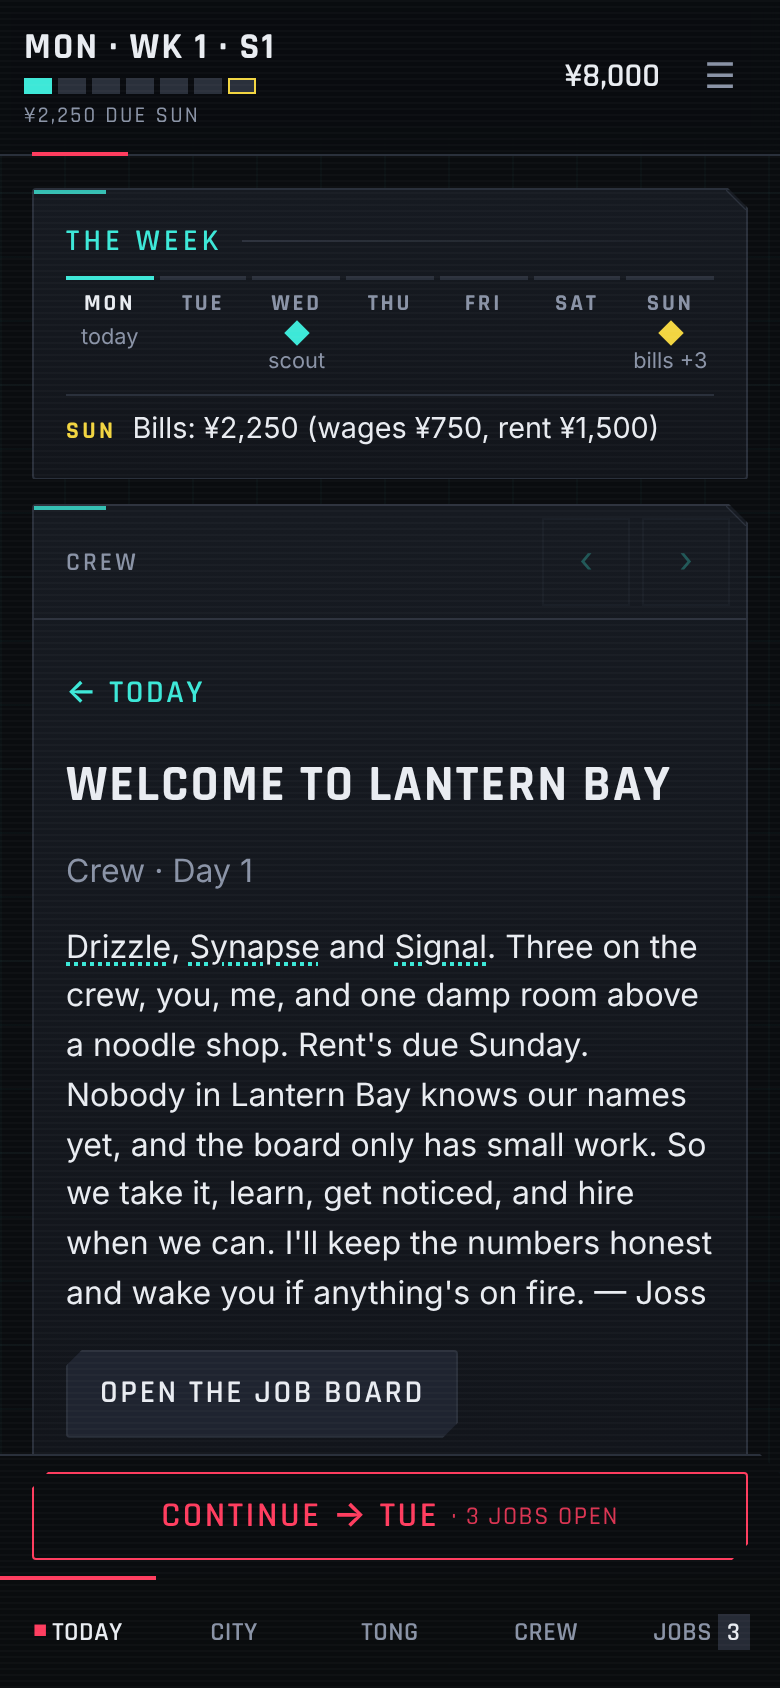 MON · WK 1 · S1
¥8,000
¥2,250 DUE SUN
THE WEEK
MON TUE WED THU FRI SAT SUN
today scout bills +3
SUN Bills: ¥2,250 (wages ¥750, rent ¥1,500)
CREW
← TODAY
WELCOME TO LANTERN BAY
Crew · Day 1
Drizzle, Synapse and Signal. Three on the
crew, you, me, and one damp room above
a noodle shop. Rent's due Sunday.
Nobody in Lantern Bay knows our names
yet, and the board only has small work. So
we take it, learn, get noticed, and hire
when we can. I'll keep the numbers honest
and wake you if anything's on fire. — Joss
OPEN THE JOB BOARD
CONTINUE → TUE · 3 JOBS OPEN
TODAY CITY TONG CREW JOBS 3